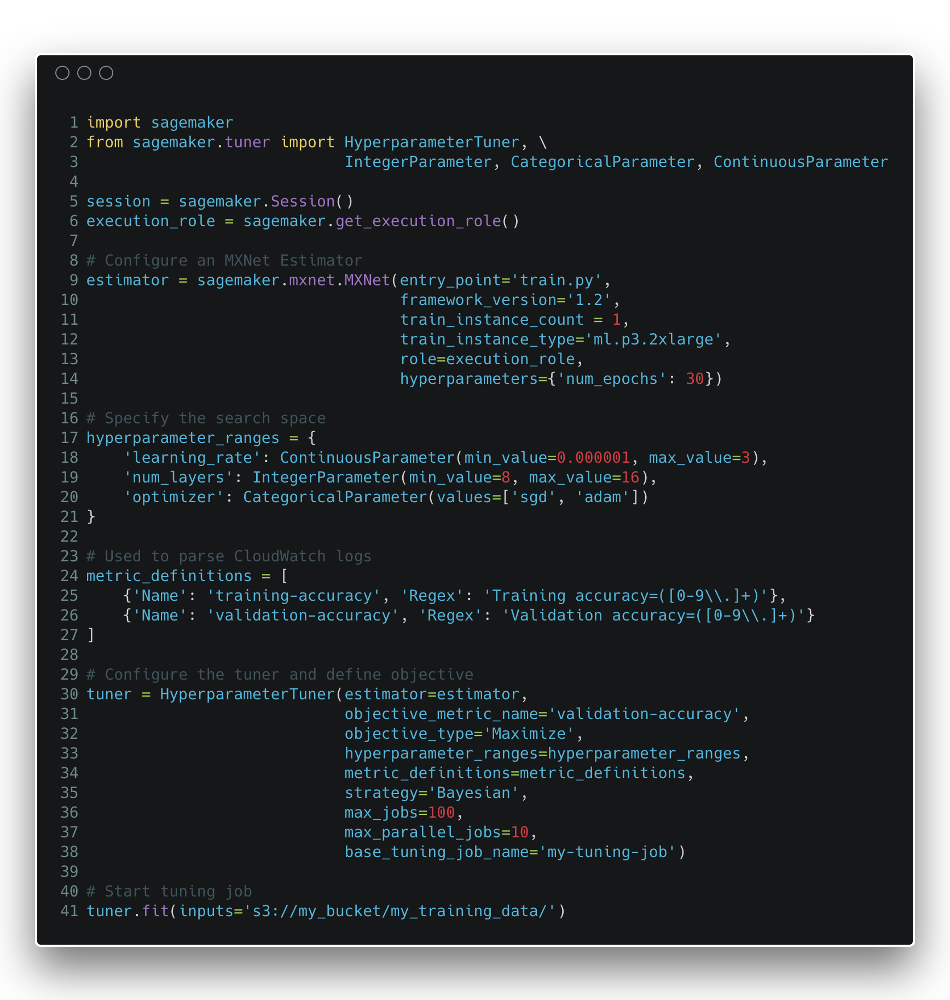 1 import sagemaker
2 from sagemaker.tuner import HyperparameterTuner, \
3                             IntegerParameter, CategoricalParameter, ContinuousParameter
4
5 session = sagemaker.Session()
6 execution_role = sagemaker.get_execution_role()
7
8 # Configure an MXNet Estimator
9 estimator = sagemaker.mxnet.MXNet(entry_point='train.py',
10                                   framework_version='1.2',
11                                   train_instance_count = 1,
12                                   train_instance_type='ml.p3.2xlarge',
13                                   role=execution_role,
14                                   hyperparameters={'num_epochs': 30})
15
16 # Specify the search space
17 hyperparameter_ranges = {
18     'learning_rate': ContinuousParameter(min_value=0.000001, max_value=3),
19     'num_layers': IntegerParameter(min_value=8, max_value=16),
20     'optimizer': CategoricalParameter(values=['sgd', 'adam'])
21 }
22
23 # Used to parse CloudWatch logs
24 metric_definitions = [
25     {'Name': 'training-accuracy', 'Regex': 'Training accuracy=([0-9\\.]+)'},
26     {'Name': 'validation-accuracy', 'Regex': 'Validation accuracy=([0-9\\.]+)'}
27 ]
28
29 # Configure the tuner and define objective
30 tuner = HyperparameterTuner(estimator=estimator,
31                             objective_metric_name='validation-accuracy',
32                             objective_type='Maximize',
33                             hyperparameter_ranges=hyperparameter_ranges,
34                             metric_definitions=metric_definitions,
35                             strategy='Bayesian',
36                             max_jobs=100,
37                             max_parallel_jobs=10,
38                             base_tuning_job_name='my-tuning-job')
39
40 # Start tuning job
41 tuner.fit(inputs='s3://my_bucket/my_training_data/')